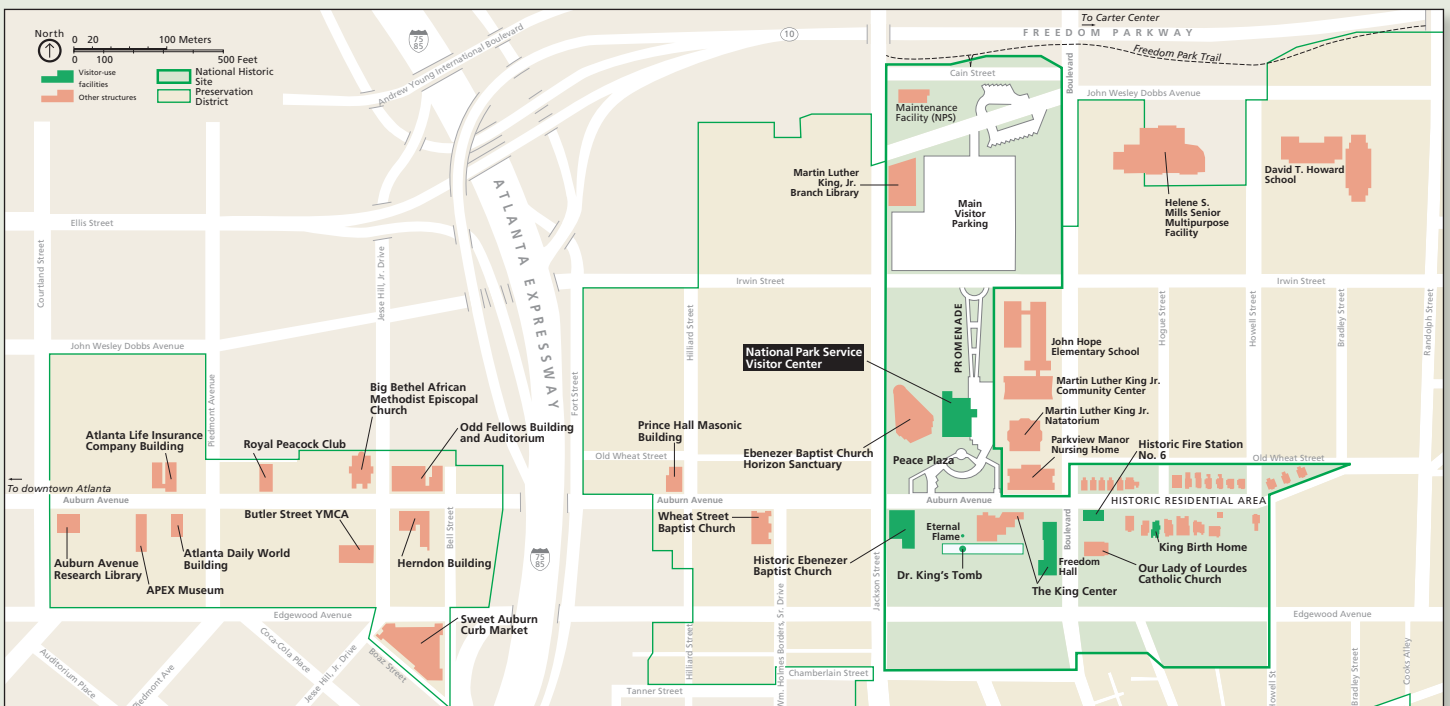 To Carter Center
FREEDOM PARKWAY
Freedom Park Trail
North
0 20 100 Meters
0 100 500 Feet
Visitor-use
facilities
Other structures
National Historic
Site
Preservation
District
75
85
10
Andrew Young International Boulevard
Cain Street
Boulevard
John Wesley Dobbs Avenue
Maintenance
Facility (NPS)
Martin Luther
King, Jr.
Branch Library
Main
Visitor
Parking
Helene S.
Mills Senior
Multipurpose
Facility
David T. Howard
School
ATLANTA EXPRESSWAY
Ellis Street
Courtland Street
Jesse Hill, Jr. Drive
Irwin Street
Irwin Street
John Wesley Dobbs Avenue
Piedmont Avenue
Fort Street
Hilliard Street
PROMENADE
Hogue Street
Howell Street
Bradley Street
Randolph Street
National Park Service
Visitor Center
John Hope
Elementary School
Martin Luther King Jr.
Community Center
Martin Luther King Jr.
Natatorium
Parkview Manor
Nursing Home
Historic Fire Station
No. 6
Old Wheat Street
Big Bethel African
Methodist Episcopal
Church
Atlanta Life Insurance
Company Building
Royal Peacock Club
Odd Fellows Building
and Auditorium
Prince Hall Masonic
Building
Old Wheat Street
Ebenezer Baptist Church
Horizon Sanctuary
Peace Plaza
To downtown Atlanta
Auburn Avenue
Auburn Avenue
Auburn Avenue
HISTORIC RESIDENTIAL AREA
Butler Street YMCA
Bell Street
Wheat Street
Baptist Church
Eternal
Flame
Boulevard
Freedom
Hall
King Birth Home
Auburn Avenue
Research Library
APEX Museum
Atlanta Daily World
Building
Herndon Building
75
85
Historic Ebenezer
Baptist Church
Dr. King's Tomb
The King Center
Our Lady of Lourdes
Catholic Church
Jackson Street
Edgewood Avenue
Edgewood Avenue
Sweet Auburn
Curb Market
Auditorium Place
Piedmont Ave
Coca-Cola Place
Jesse Hill, Jr. Drive
Boaz Street
Hilliard Street
Wm. Holmes Borders, Sr. Drive
Chamberlain Street
Tanner Street
Howell St
Bradley Street
Cooks Alley